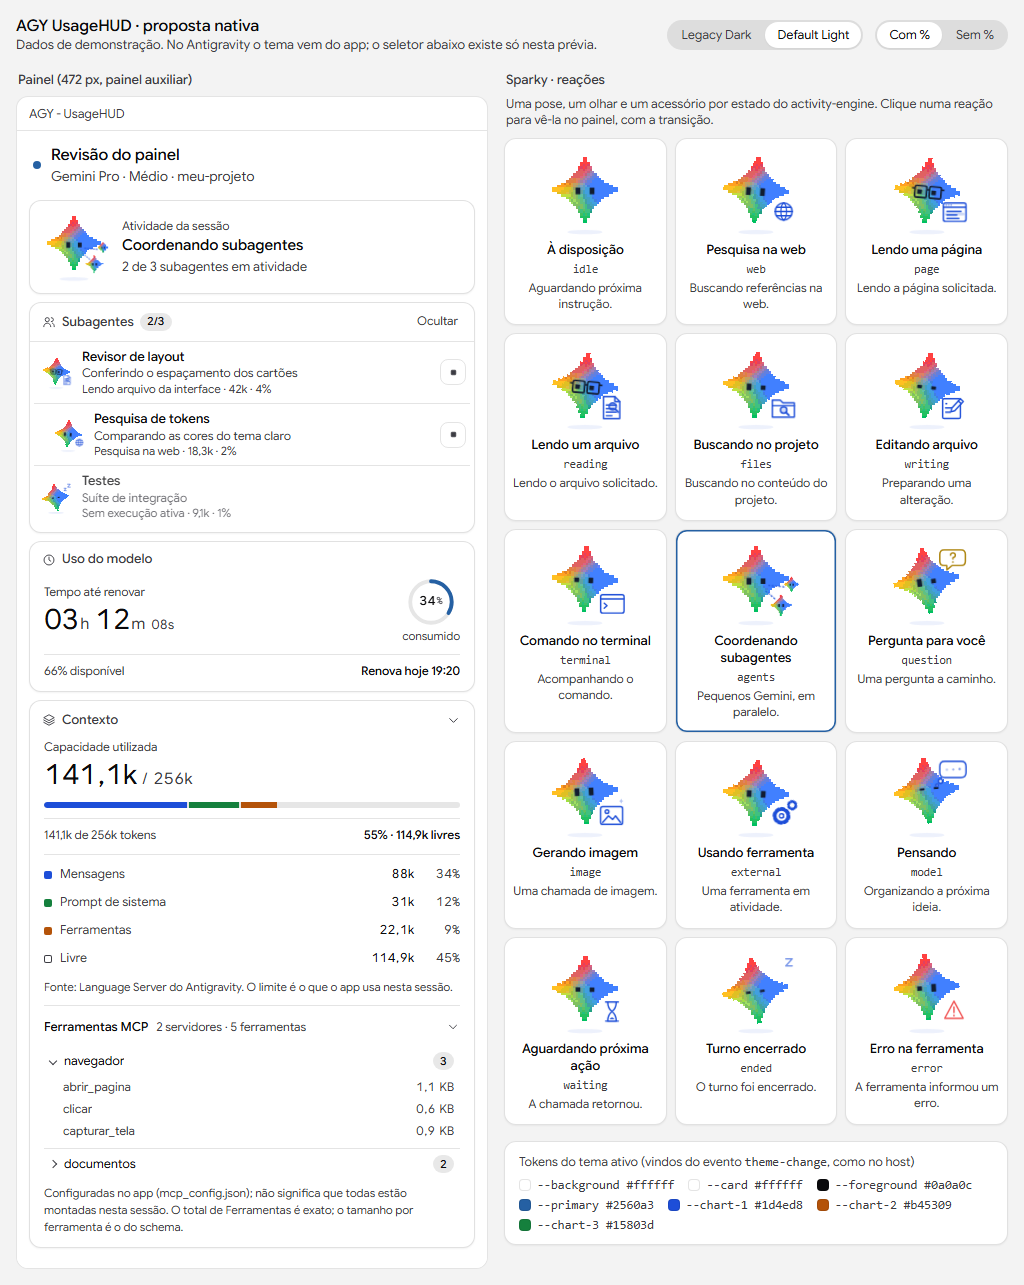 AGY UsageHUD · proposta nativa
Dados de demonstração. No Antigravity o tema vem do app; o seletor abaixo existe só nesta prévia.
Legacy Dark
Default Light
Com %
Sem %
Painel (472 px, painel auxiliar)
AGY - UsageHUD
Revisão do painel
Gemini Pro · Médio · meu-projeto
Atividade da sessão
Coordenando subagentes
2 de 3 subagentes em atividade
Subagentes 2/3
Ocultar
Revisor de layout
Conferindo o espaçamento dos cartões
Lendo arquivo da interface · 42k · 4%
Pesquisa de tokens
Comparando as cores do tema claro
Pesquisa na web · 18,3k · 2%
Testes
Suíte de integração
Sem execução ativa · 9,1k · 1%
Uso do modelo
Tempo até renovar
03h 12m 08s
34%
consumido
66% disponível
Renova hoje 19:20
Contexto
Capacidade utilizada
141,1k / 256k
141,1k de 256k tokens
55% · 114,9k livres
Mensagens 88k 34%
Prompt de sistema 31k 12%
Ferramentas 22,1k 9%
Livre 114,9k 45%
Fonte: Language Server do Antigravity. O limite é o que o app usa nesta sessão.
Ferramentas MCP 2 servidores · 5 ferramentas
navegador 3
abrir_pagina 1,1 KB
clicar 0,6 KB
capturar_tela 0,9 KB
documentos 2
Configuradas no app (mcp_config.json); não significa que todas estão
montadas nesta sessão. O total de Ferramentas é exato; o tamanho por
ferramenta é o do schema.
Sparky · reações
Uma pose, um olhar e um acessório por estado do activity-engine. Clique numa reação
para vê-la no painel, com a transição.
À disposição
idle
Aguardando próxima
instrução.
Pesquisa na web
web
Buscando referências na
web.
Lendo uma página
page
Lendo a página solicitada.
Lendo um arquivo
reading
Lendo o arquivo solicitado.
Buscando no projeto
files
Buscando no conteúdo do
projeto.
Editando arquivo
writing
Preparando uma
alteração.
Comando no terminal
terminal
Acompanhando o
comando.
Coordenando
subagentes
agents
Pequenos Gemini, em
paralelo.
?
Pergunta para você
question
Uma pergunta a caminho.
Gerando imagem
image
Uma chamada de imagem.
Usando ferramenta
external
Uma ferramenta em
atividade.
Pensando
model
Organizando a próxima
ideia.
Aguardando próxima
ação
waiting
A chamada retornou.
Z
Turno encerrado
ended
O turno foi encerrado.
Erro na ferramenta
error
A ferramenta informou um
erro.
Tokens do tema ativo (vindos do evento theme-change, como no host)
--background #ffffff --card #ffffff --foreground #0a0a0c
--primary #2560a3 --chart-1 #1d4ed8 --chart-2 #b45309
--chart-3 #15803d